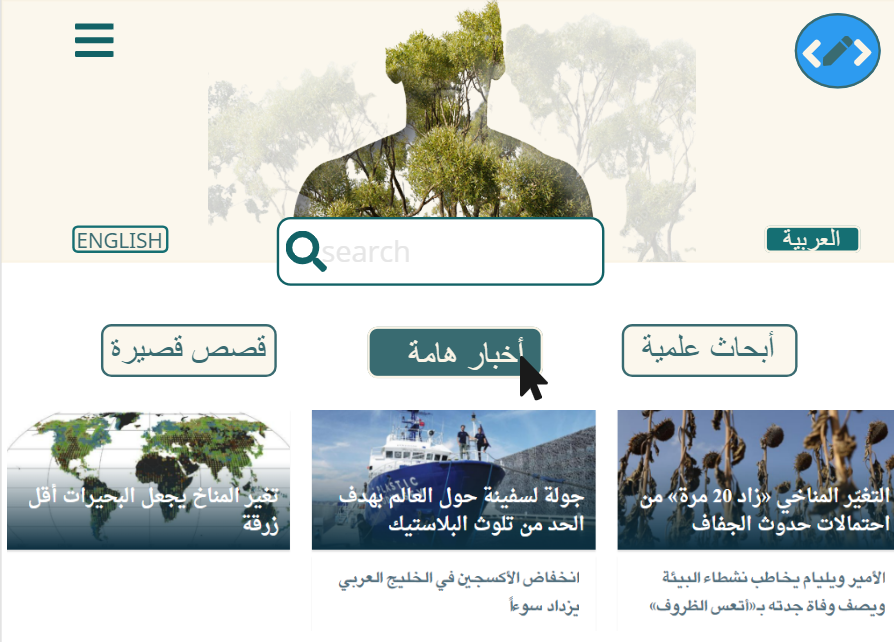 ENGLISH
search
العربية
أبحاث علمية
أخبار هامة
قصص قصيرة
التغيّر المناخي «زاد 20 مرة» من
احتمالات حدوث الجفاف
جولة لسفينة حول العالم بهدف
الحد من تلوث البلاستيك
تغير المناخ يجعل البحيرات أقل
زرقة
الأمير ويليام يخاطب نشطاء البيئة
ويصف وفاة جدته بـ«أتعس الظروف»
انخفاض الأكسجين في الخليج العربي
يزداد سوءاً